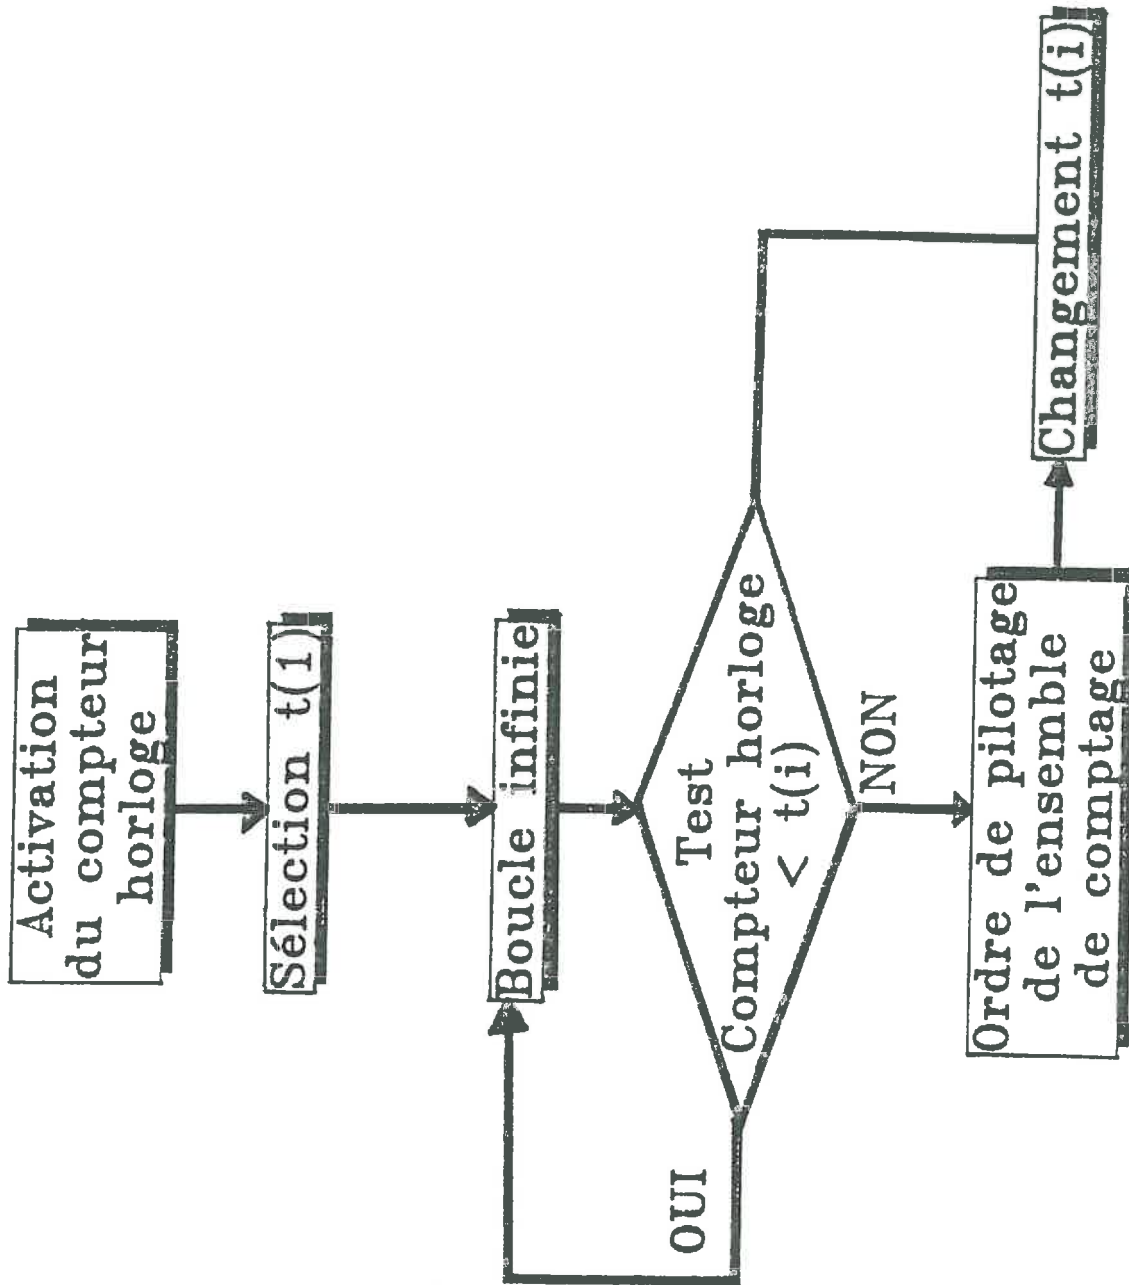 Activation
du compteur
horloge
Sélection t(1)
Boucle infinie
Test
Compteur horloge
< t(i)
OUI
NON
Ordre de pilotage
de l'ensemble
de comptage
Changement t(i)